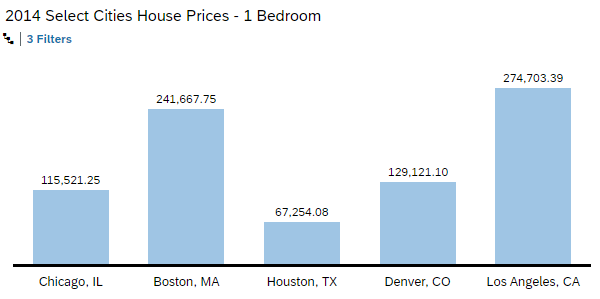 2014 Select Cities House Prices - 1 Bedroom
3 Filters
274,703.39
241,667.75
129,121.10
115,521.25
67,254.08
Chicago, IL Boston, MA Houston, TX Denver, CO Los Angeles, CA